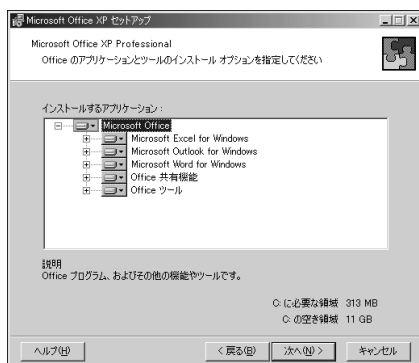 Microsoft Office XP セットアップ
Microsoft Office XP Professional
Office のアプリケーションとツールのインストール オプションを指定してください
インストールするアプリケーション :
Microsoft Office
Microsoft Excel for Windows
Microsoft Outlook for Windows
Microsoft Word for Windows
Office 共有機能
Office ツール
説明
Office プログラム、およびその他の機能やツールです。
C: に必要な領域 313 MB
C: の空き領域 11 GB
ヘルプ(H) < 戻る(B) 次へ(N) > キャンセル